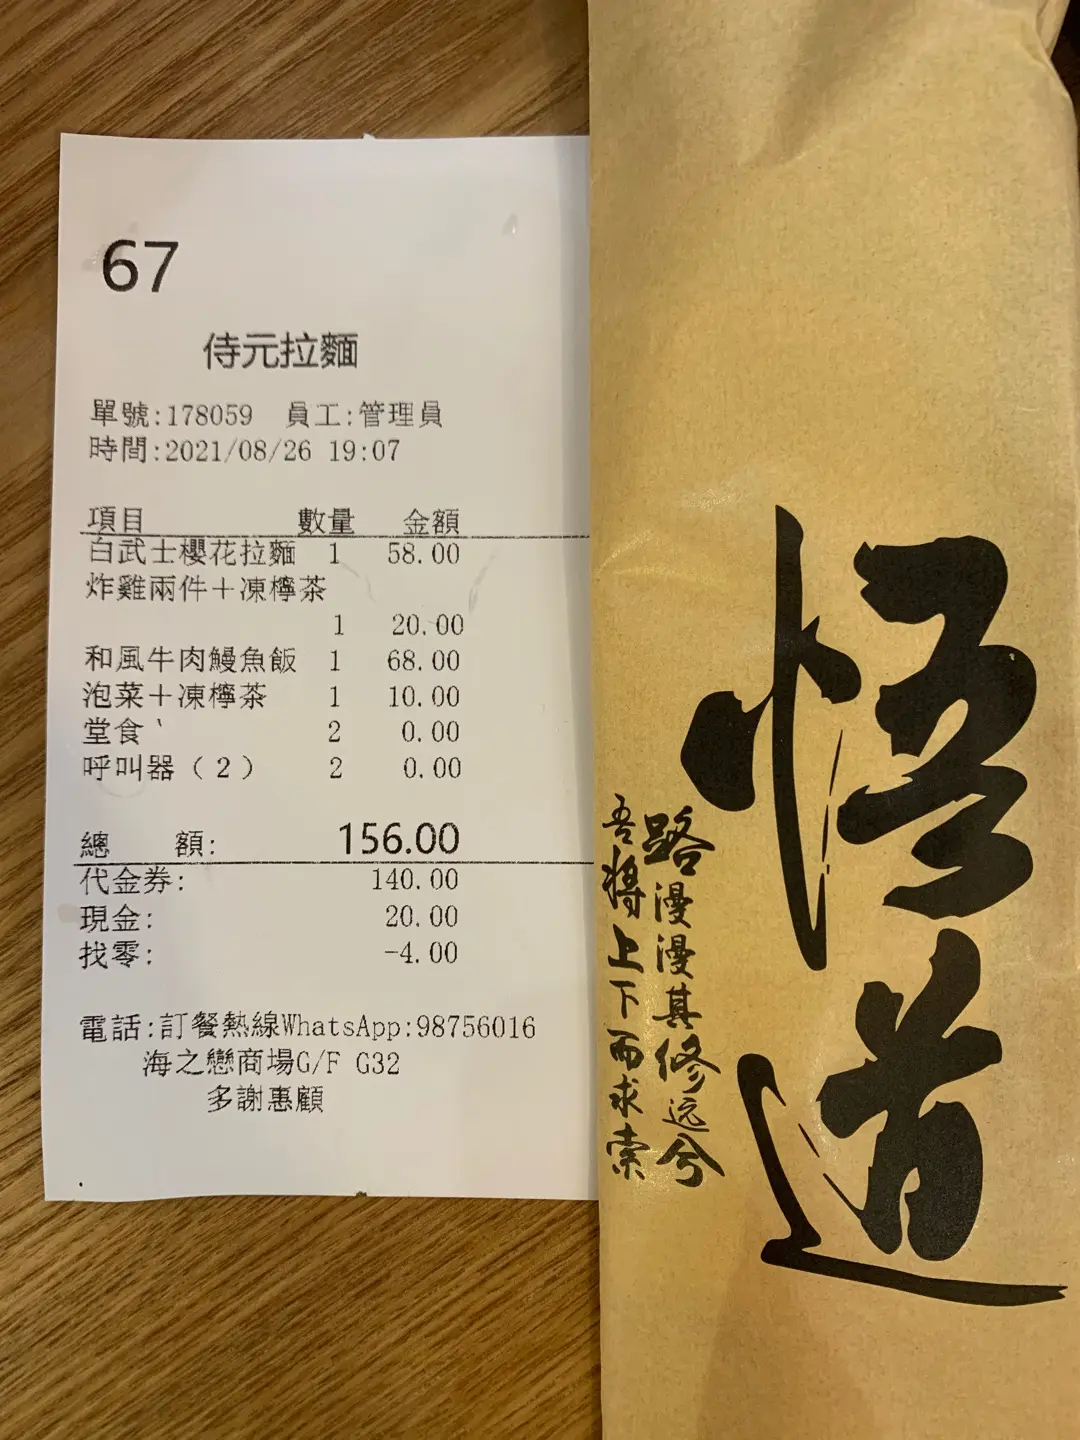 67
侍元拉麵
單號:178059 員工:管理員
時間:2021/08/26 19:07
項目 數量 金額
白武士櫻花拉麵 1 58.00
炸雞兩件＋凍檸茶
1 20.00
和風牛肉鰻魚飯 1 68.00
泡菜＋凍檸茶 1 10.00
堂食、 2 0.00
呼叫器（2） 2 0.00
總 額: 156.00
代金券: 140.00
現金: 20.00
找零: -4.00
電話:訂餐熱線WhatsApp:98756016
海之戀商場G/F G32
多謝惠顧
悟道
路漫漫其修远兮
吾将上下而求索